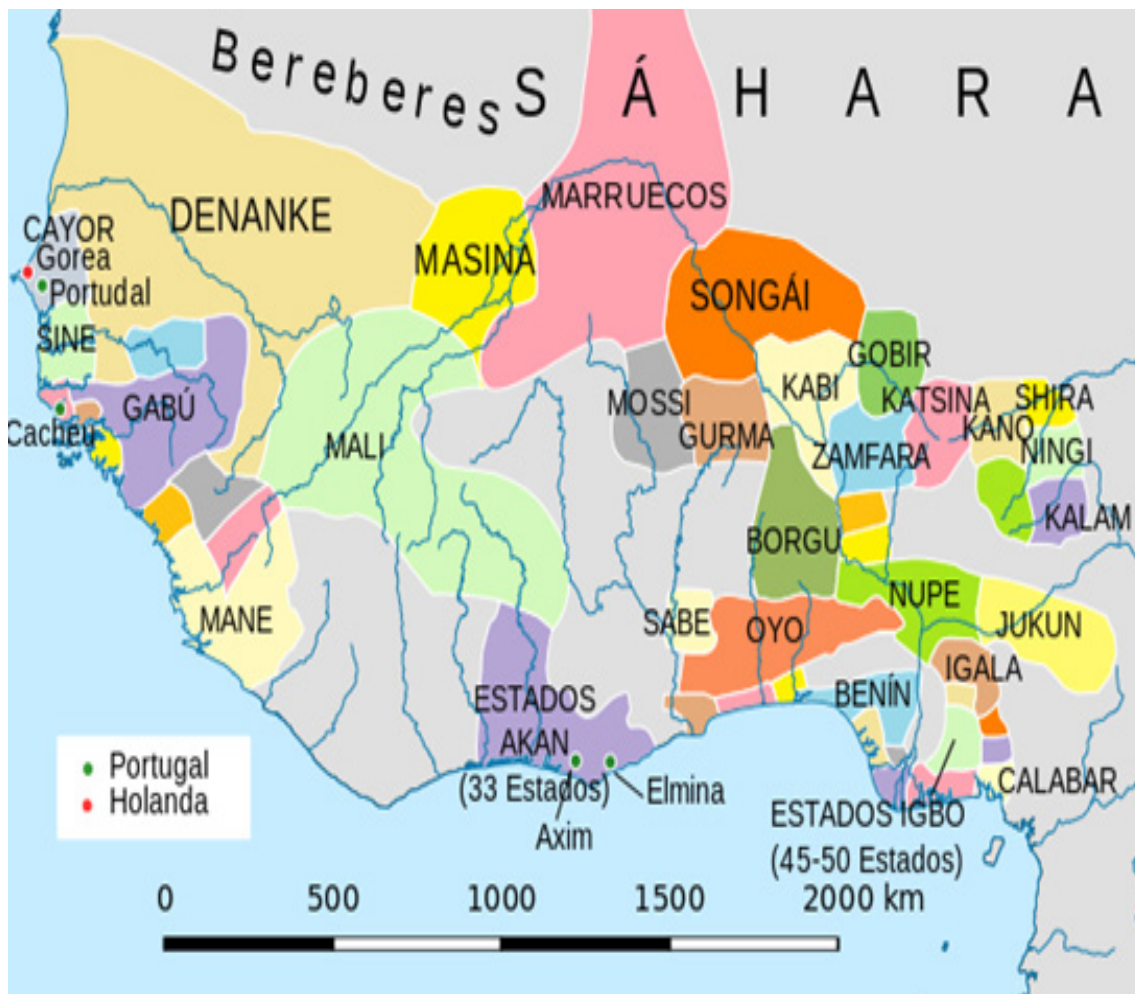 Bereberes
SÁHARA
MARRUECOS
DENANKE
CAYOR
Gorea
Portudal
MASINA
SONGÁI
SINE
GOBIR
KABI
KATSINA
SHIRA
MOSSI
GABÚ
Cacheu
GURMA
KANO
MALI
ZAMFARA
NINGI
KALAM
BORGU
MANE
NUPE
SABE
OYO
JUKUN
IGALA
ESTADOS
AKAN
(33 Estados)
BENÍN
Elmina
Axim
CALABAR
ESTADOS IGBO
(45-50 Estados)
Portugal
Holanda
0 500 1000 1500 2000 km